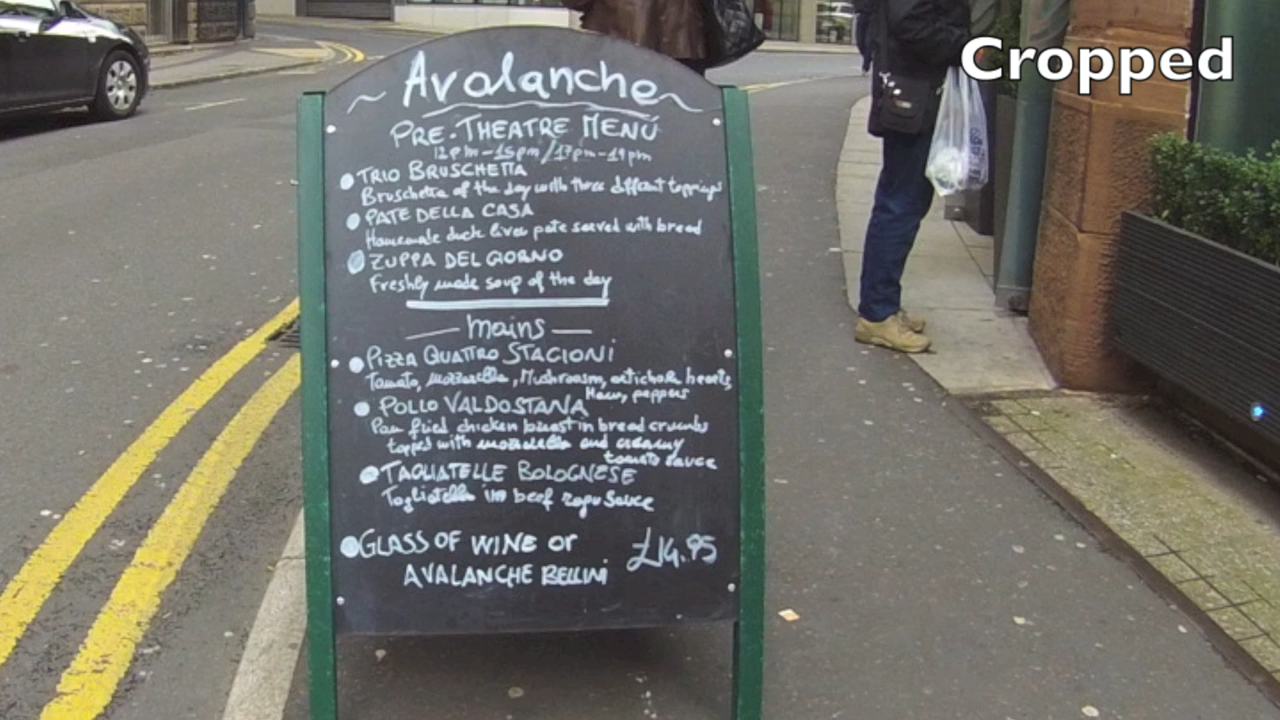 Cropped
Avalanche
PRE-THEATRE MENÚ
12pm-15pm/17pm-19pm
TRIO BRUSCHETTA
Bruschetta of the day with three different toppings
PATE DELLA CASA
Homemade duck liver pate served with bread
ZUPPA DEL GIORNO
Freshly made soup of the day
mains
PIZZA QUATTRO STAGIONI
Tomato, mozzarella, Mushrooms, artichoke hearts,
Ham, peppers
POLLO VALDOSTANA
Pan fried chicken breast in bread crumbs
topped with mozzarella and creamy
tomato sauce
TAGLIATELLE BOLOGNESE
Tagliatelle in beef ragu sauce
GLASS OF WINE or £14.95
AVALANCHE BELLINI